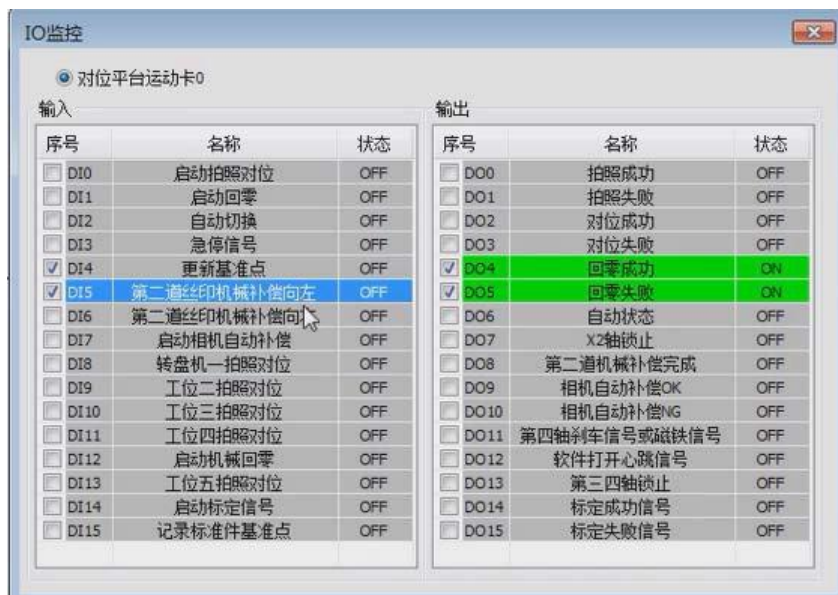 IO监控
对位平台运动卡0
输入
序号 名称 状态
DI0 启动拍照对位 OFF
DI1 启动回零 OFF
DI2 自动切换 OFF
DI3 急停信号 OFF
DI4 更新基准点 OFF
DI5 第二道丝印机械补偿向左 OFF
DI6 第二道丝印机械补偿向 OFF
DI7 启动相机自动补偿 OFF
DI8 转盘机一拍照对位 OFF
DI9 工位二拍照对位 OFF
DI10 工位三拍照对位 OFF
DI11 工位四拍照对位 OFF
DI12 启动机械回零 OFF
DI13 工位五拍照对位 OFF
DI14 启动标定信号 OFF
DI15 记录标准件基准点 OFF
输出
序号 名称 状态
DO0 拍照成功 OFF
DO1 拍照失败 OFF
DO2 对位成功 OFF
DO3 对位失败 OFF
DO4 回零成功 ON
DO5 回零失败 ON
DO6 自动状态 OFF
DO7 X2轴锁止 OFF
DO8 第二道机械补偿完成 OFF
DO9 相机自动补偿OK OFF
DO10 相机自动补偿NG OFF
DO11 第四轴刹车信号或磁铁信号 OFF
DO12 软件打开心跳信号 OFF
DO13 第三四轴锁止 OFF
DO14 标定成功信号 OFF
DO15 标定失败信号 OFF